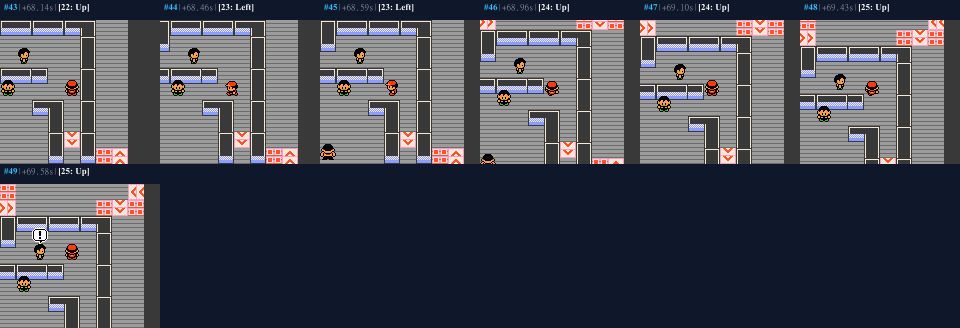 #43|+68.14s| [22: Up]
#44|+68.46s| [23: Left]
#45|+68.59s| [23: Left]
#46|+68.96s| [24: Up]
#47|+69.10s| [24: Up]
#48|+69.43s| [25: Up]
#49|+69.58s| [25: Up]
!